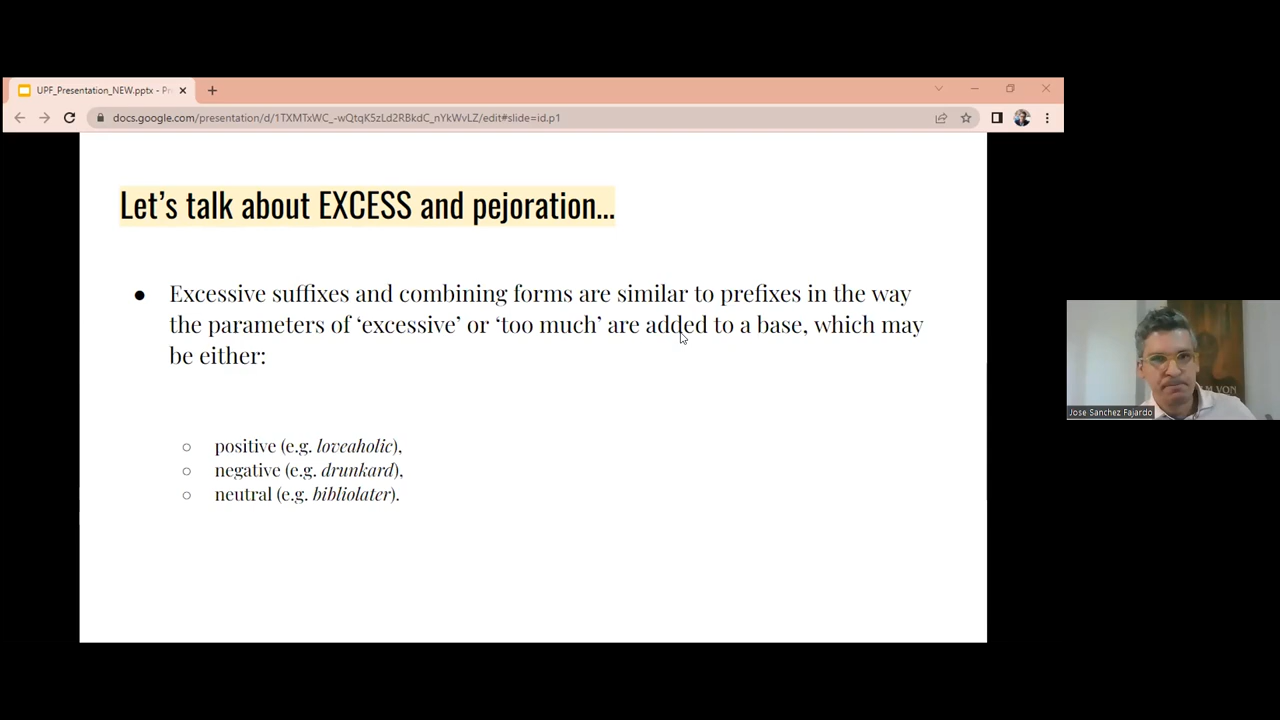 UPF_Presentation_NEW.pptx - Pr
docs.google.com/presentation/d/1TXMTxWC_-wQtqK5zLd2RBkdC_nYkWvLZ/edit#slide=id.p1
Let's talk about EXCESS and pejoration...
● Excessive suffixes and combining forms are similar to prefixes in the way
the parameters of ‘excessive’ or ‘too much’ are added to a base, which may
be either:
○ positive (e.g. loveaholic),
○ negative (e.g. drunkard),
○ neutral (e.g. bibliolater).
VON
Jose Sanchez Fajardo